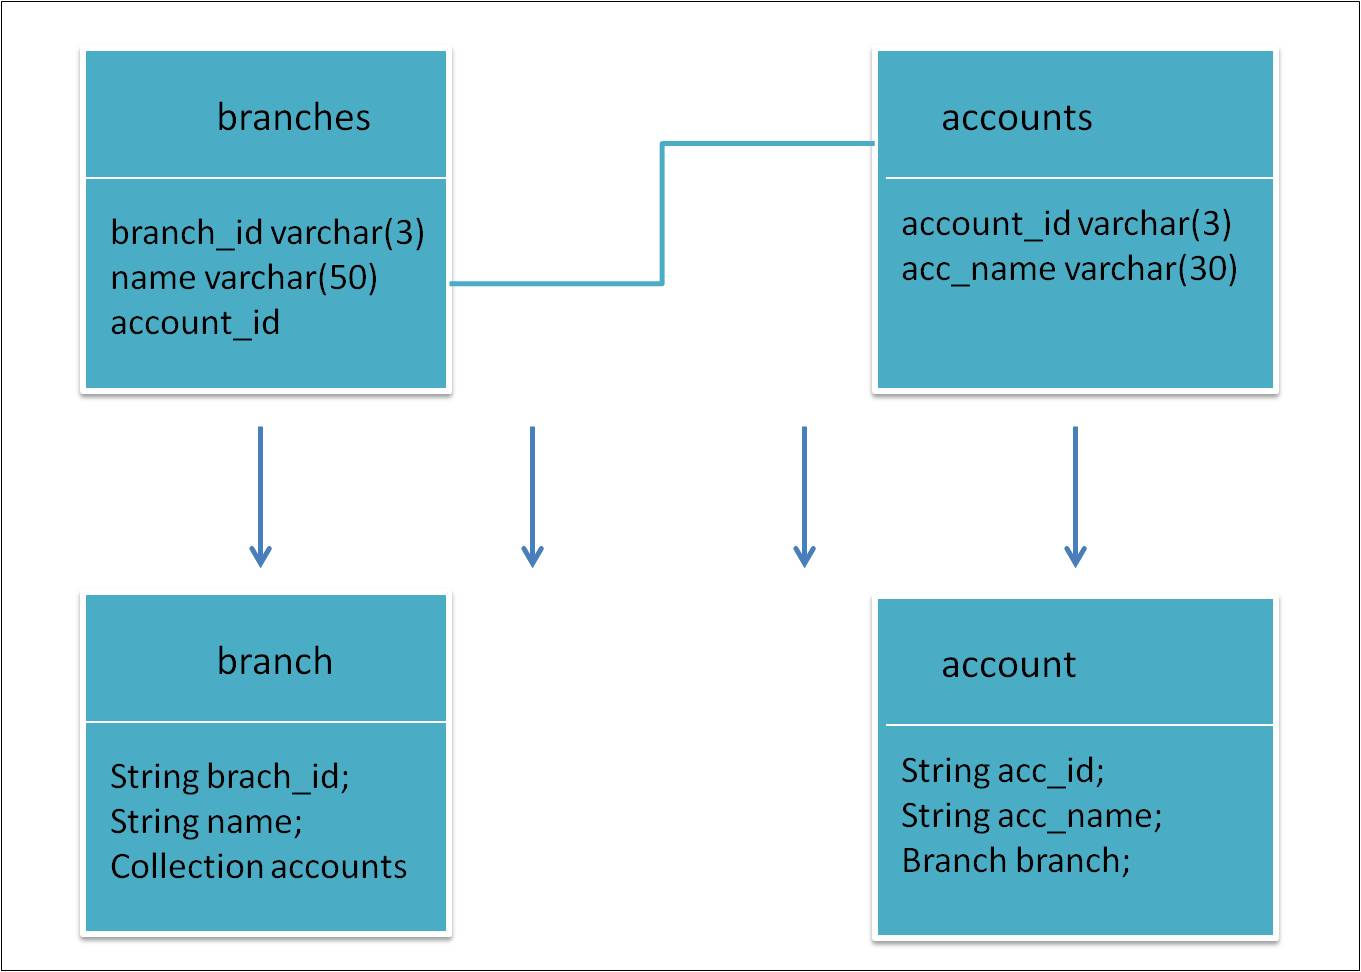 branches
branch_id varchar(3)
name varchar(50)
account_id
accounts
account_id varchar(3)
acc_name varchar(30)
branch
String brach_id;
String name;
Collection accounts
account
String acc_id;
String acc_name;
Branch branch;